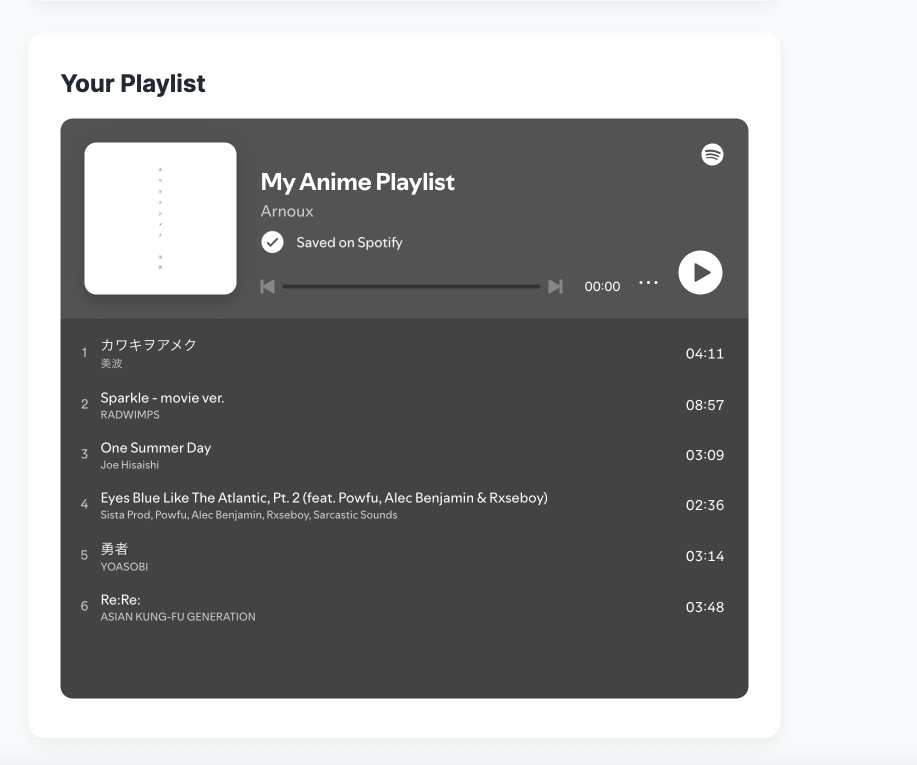 Your Playlist
My Anime Playlist
Arnoux
Saved on Spotify
00:00
1 カワキヲアメク 04:11
美波
2 Sparkle - movie ver. 08:57
RADWIMPS
3 One Summer Day 03:09
Joe Hisaishi
4 Eyes Blue Like The Atlantic, Pt. 2 (feat. Powfu, Alec Benjamin & Rxseboy) 02:36
Sista Prod, Powfu, Alec Benjamin, Rxseboy, Sarcastic Sounds
5 勇者 03:14
YOASOBI
6 Re:Re: 03:48
ASIAN KUNG-FU GENERATION